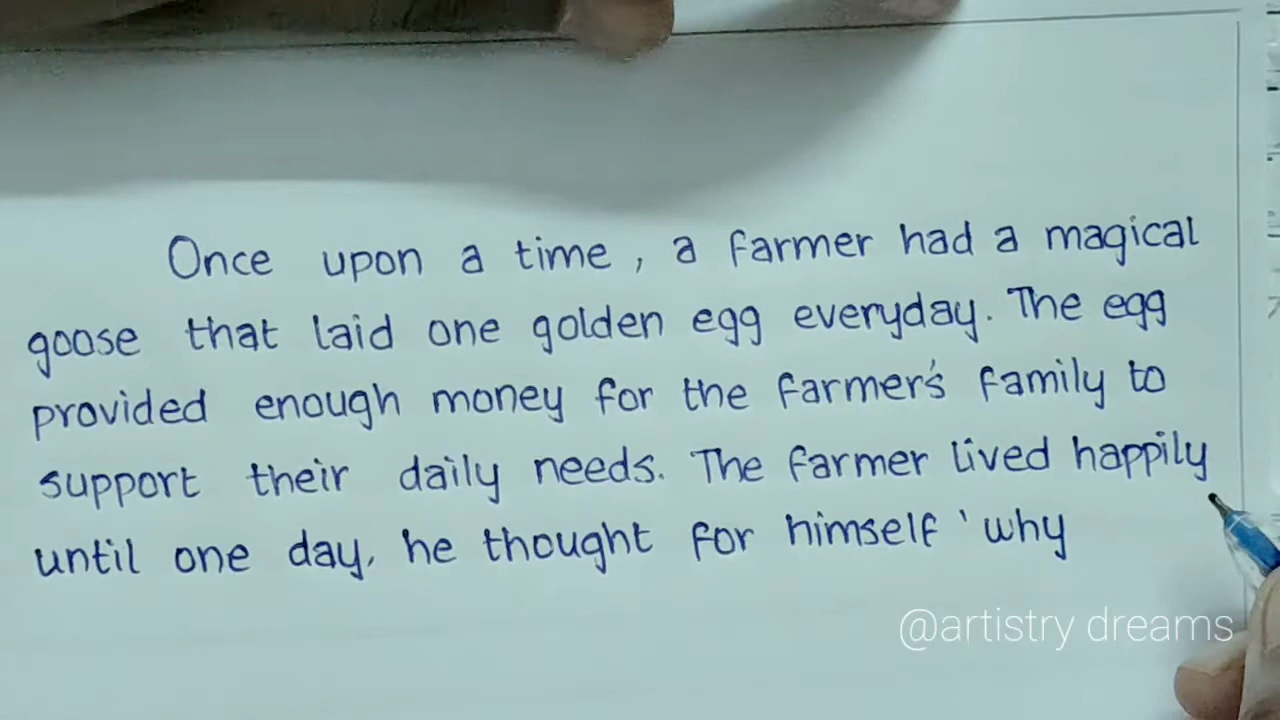 Once upon a time, a farmer had a magical
goose that laid one golden egg everyday. The egg
provided enough money for the farmer's family to
support their daily needs. The farmer lived happily
until one day, he thought for himself 'why
@artistry dreams